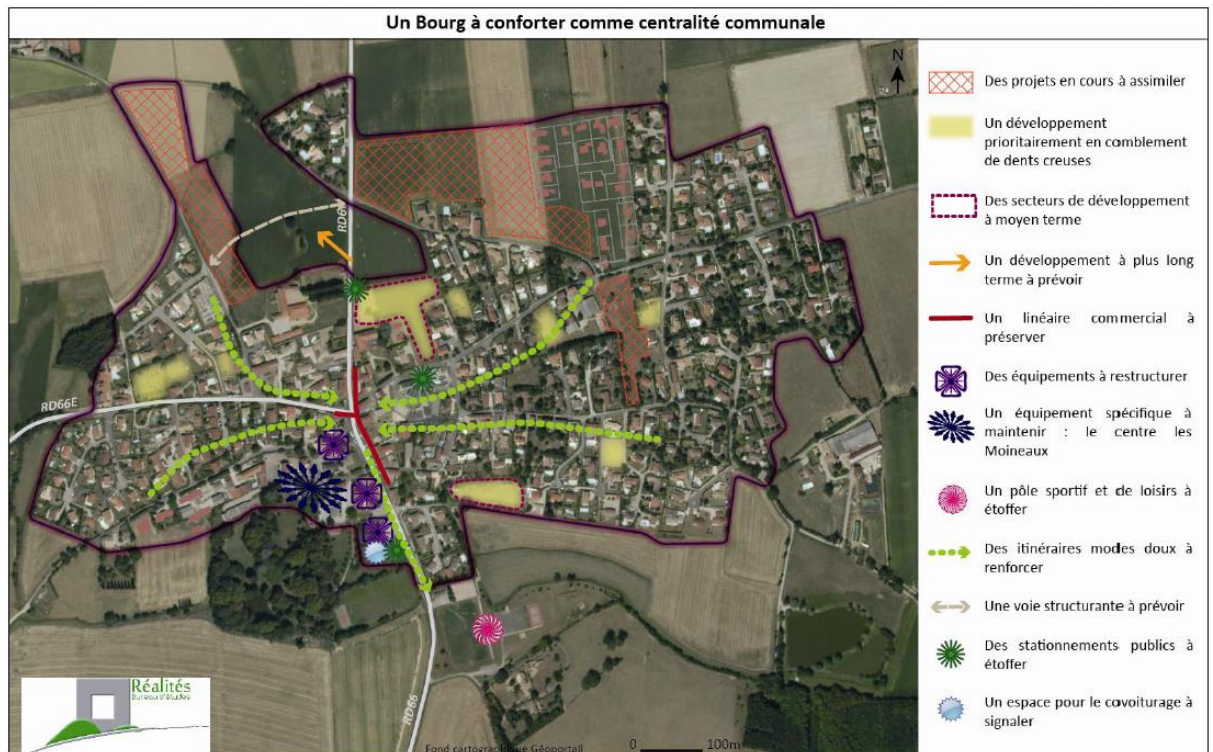 Un Bourg à conforter comme centralité communale
N
Des projets en cours à assimiler
Un développement
prioritairement en comblement
de dents creuses
Des secteurs de développement
à moyen terme
Un développement à plus long
terme à prévoir
Un linéaire commercial à
préserver
Des équipements à restructurer
Un équipement spécifique à
maintenir : le centre les
Moineaux
Un pôle sportif et de loisirs à
étoffer
Des itinéraires modes doux à
renforcer
Une voie structurante à prévoir
Des stationnements publics à
étoffer
Un espace pour le covoiturage à
signaler
RD66E
RD66
Réalités
Bureau d'études
Fond cartographique Géoportail
0 100m